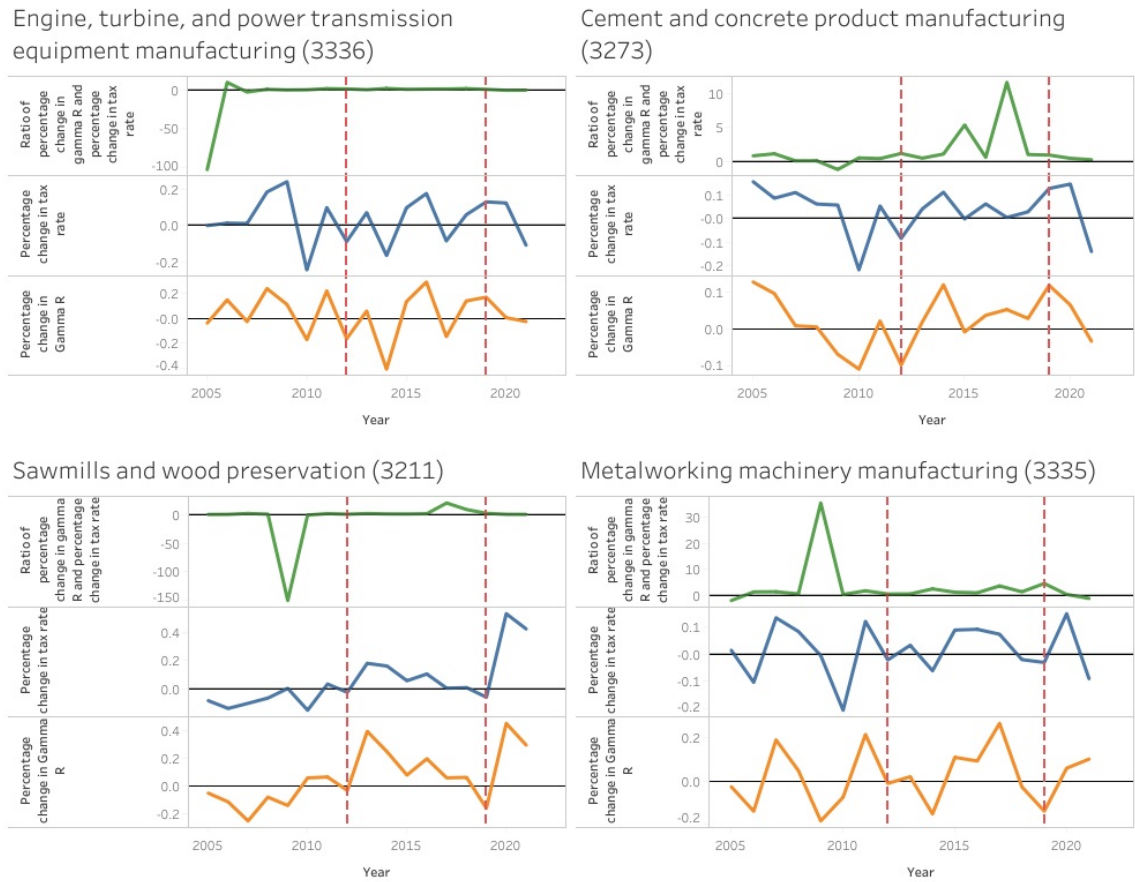 Engine, turbine, and power transmission
equipment manufacturing (3336)
Ratio of
percentage
change in
gamma R and
percentage
change in tax
rate
0
-50
-100
Percentage
change in tax
rate
0.2
0.0
-0.2
Percentage
change in
Gamma R
0.2
-0.0
-0.2
-0.4
2005
2010
2015
2020
Year
Cement and concrete product manufacturing
(3273)
Ratio of
percentage
change in
gamma R and
percentage
change in tax
rate
10
5
0
Percentage
change in tax
rate
0.1
-0.0
-0.1
-0.2
Percentage
change in
Gamma R
0.1
0.0
-0.1
2005
2010
2015
2020
Year
Sawmills and wood preservation (3211)
Ratio of
percentage
change in gamma
R and percentage
change in tax rate
0
-50
-100
-150
Percentage
change in tax rate
0.4
0.2
0.0
Percentage
change in Gamma
R
0.4
0.2
0.0
-0.2
2005
2010
2015
2020
Year
Metalworking machinery manufacturing (3335)
Ratio of
percentage
change in gamma
R and percentage
change in tax rate
30
20
10
0
Percentage
change in tax rate
0.1
-0.0
-0.1
-0.2
Percentage
change in Gamma
R
0.2
0.0
-0.2
2005
2010
2015
2020
Year